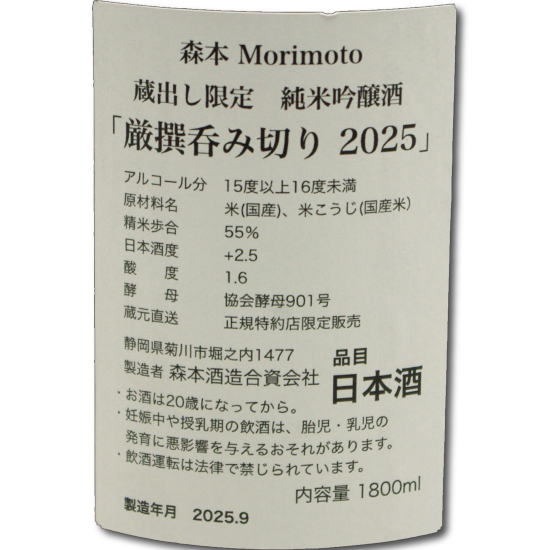 森本 Morimoto
蔵出し限定　純米吟醸酒
「厳撰呑み切り 2025」
アルコール分　15度以上16度未満
原材料名　米(国産)、米こうじ(国産米)
精米歩合　55%
日本酒度　+2.5
酸　度　1.6
酵　母　協会酵母901号
蔵元直送　正規特約店限定販売
静岡県菊川市堀之内1477
製造者 森本酒造合資会社
品目
日本酒
・お酒は20歳になってから。
・妊娠中や授乳期の飲酒は、胎児・乳児の
発育に悪影響を与えるおそれがあります。
・飲酒運転は法律で禁じられています。
内容量 1800ml
製造年月　2025.9